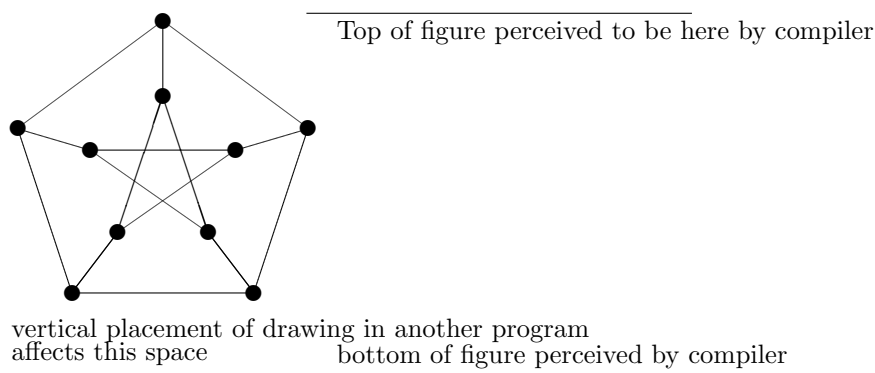 Top of figure perceived to be here by compiler
vertical placement of drawing in another program
affects this space
bottom of figure perceived by compiler